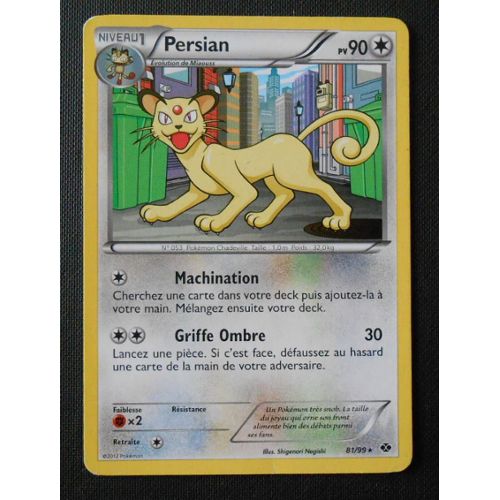 NIVEAU1
Persian
PV 90
Évolution de Miaouss
N° 053 Pokémon Chadeville Taille : 1,0m Poids : 32,0kg
Machination
Cherchez une carte dans votre deck puis ajoutez-la à
votre main. Mélangez ensuite votre deck.
Griffe Ombre 30
Lancez une pièce. Si c'est face, défaussez au hasard
une carte de la main de votre adversaire.
Faiblesse Résistance
×2
Retraite
Un Pokémon très snob. La taille
du joyau qui orne son front
alimente bien des débats parmi
ses fans.
©2012 Pokémon
Illus. Shigenori Negishi
81/99★